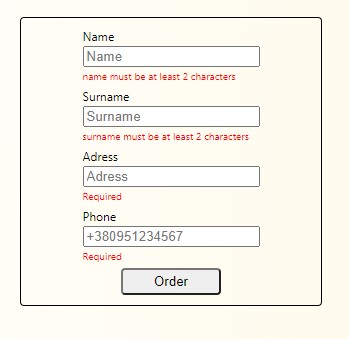 Name
Name
name must be at least 2 characters
Surname
Surname
surname must be at least 2 characters
Adress
Adress
Required
Phone
+380951234567
Required
Order